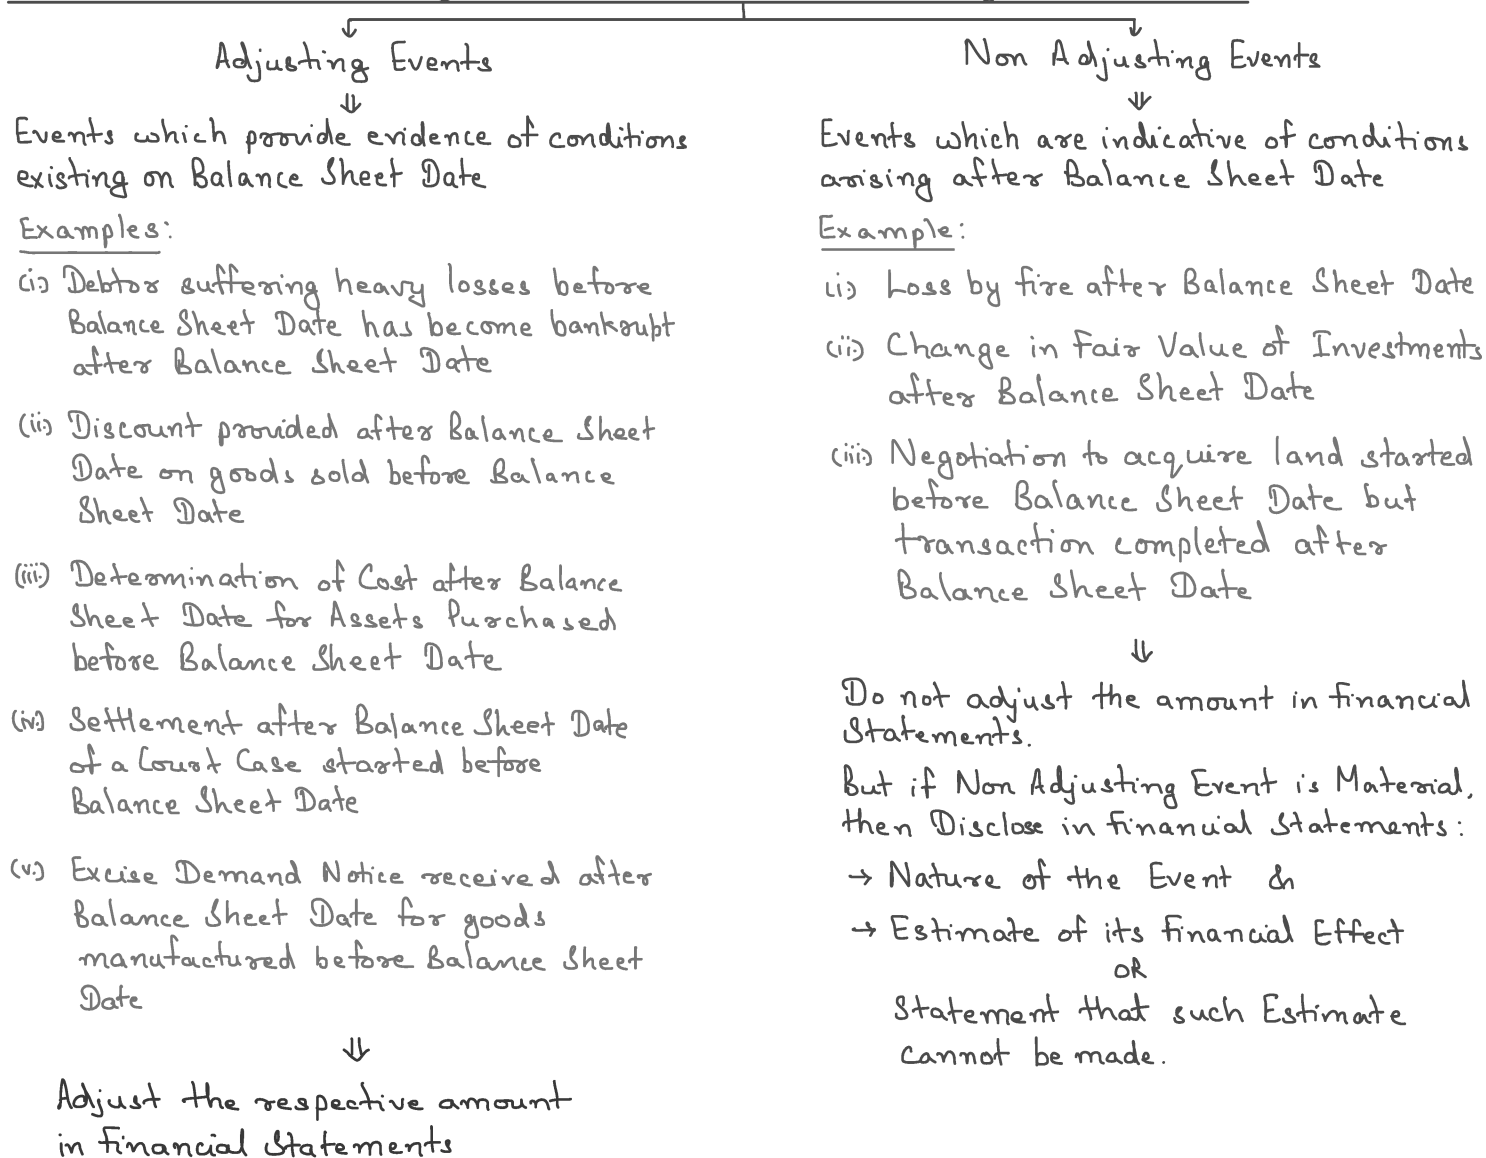 Adjusting Events
Events which provide evidence of conditions
existing on Balance Sheet Date
Examples:
(i) Debtor suffering heavy losses before
Balance Sheet Date has become bankrupt
after Balance Sheet Date
(ii) Discount provided after Balance Sheet
Date on goods sold before Balance
Sheet Date
(iii) Determination of Cost after Balance
Sheet Date for Assets Purchased
before Balance Sheet Date
(iv) Settlement after Balance Sheet Date
of a Court Case started before
Balance Sheet Date
(v) Excise Demand Notice received after
Balance Sheet Date for goods
manufactured before Balance Sheet
Date
Adjust the respective amount
in Financial Statements
Non Adjusting Events
Events which are indicative of conditions
arising after Balance Sheet Date
Example:
(i) Loss by fire after Balance Sheet Date
(ii) Change in Fair Value of Investments
after Balance Sheet Date
(iii) Negotiation to acquire land started
before Balance Sheet Date but
transaction completed after
Balance Sheet Date
Do not adjust the amount in Financial
Statements.
But if Non Adjusting Event is Material,
then Disclose in Financial Statements:
→ Nature of the Event &
→ Estimate of its Financial Effect
OR
Statement that such Estimate
cannot be made.